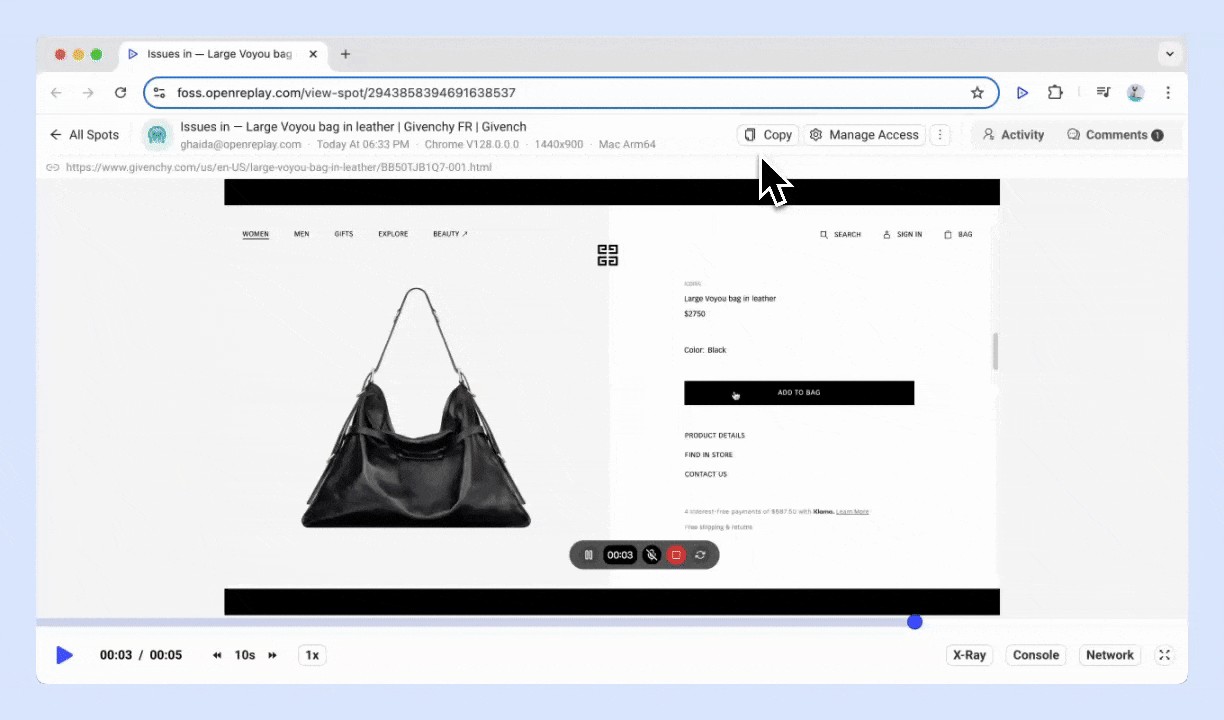 Issues in — Large Voyou bag
foss.openreplay.com/view-spot/2943858394691638537
All Spots
Issues in — Large Voyou bag in leather | Givenchy FR | Givench
ghaida@openreplay.com · Today At 06:33 PM · Chrome V128.0.0.0 · 1440x900 · Mac Arm64
Copy
Manage Access
Activity
Comments 1
https://www.givenchy.com/us/en-US/large-voyou-bag-in-leather/BB50TJB1Q7-001.html
WOMEN MEN GIFTS EXPLORE BEAUTY ↗
SEARCH SIGN IN BAG
Large Voyou bag in leather
$2750
Color: Black
ADD TO BAG
PRODUCT DETAILS
FIND IN STORE
CONTACT US
4 interest-free payments of $687.50 with Klarna. Learn More
Free shipping & returns
00:03
00:03 / 00:05
10s
1x
X-Ray
Console
Network